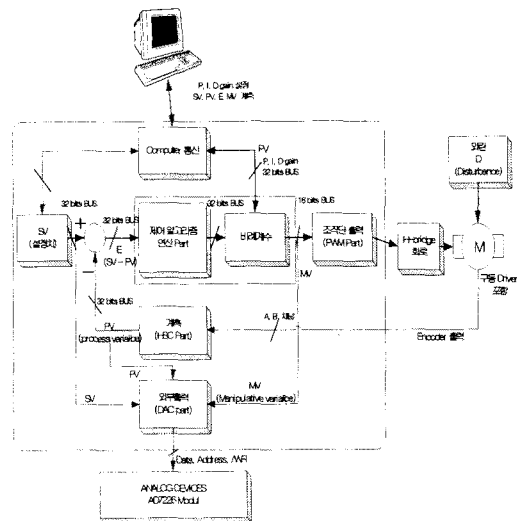 P, I, D gain 설정
SV, PV, E, MV 계측
Computer 통신
PV
P, I, D gain
32 bits BUS
외란
D
(Disturbance)
32 bits BUS
32 bits BUS
32 bits BUS
16 bits BUS
SV
(설정치)
+
E
(SV - PV)
제어 알고리즘
연산 Part
비례계수
조작단 출력
(PWM Part)
H-bridge
회로
M
구동 Driver
포함
MV
32 bits BUS
PV
(process variable)
계측
(HSC Part)
A, B, 채널
Encoder 출력
PV
SV
외부출력
(DAC part)
MV
(Manipulative variable)
Data, Address, /WR
ANALOG DEVICES
AD7226 Modul